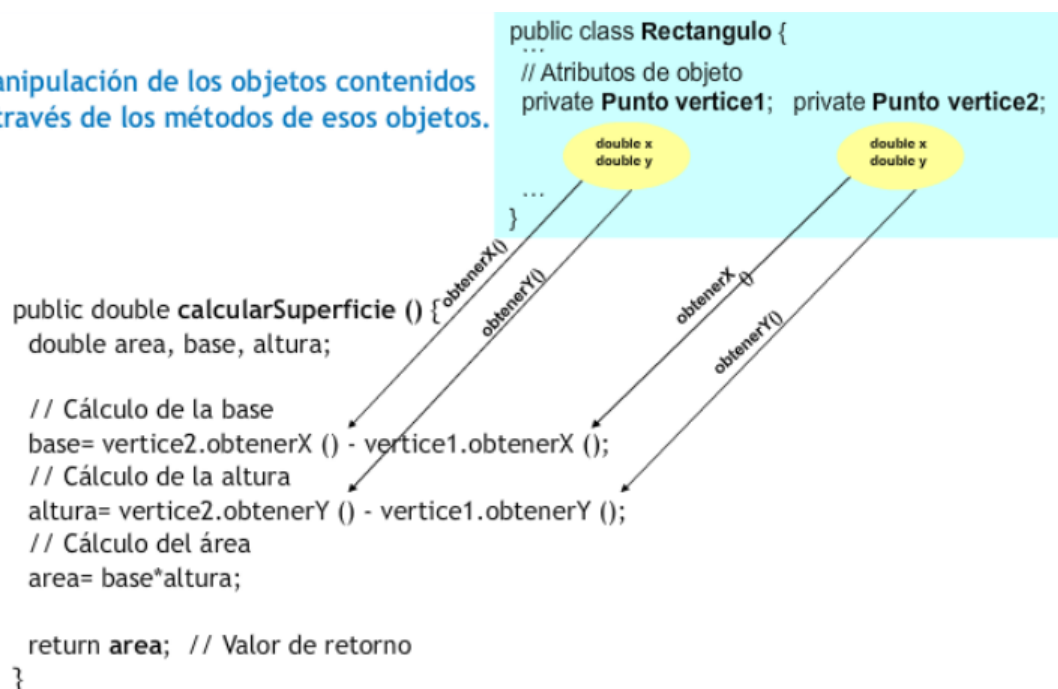 public class Rectangulo {
...
// Atributos de objeto
private Punto vertice1; private Punto vertice2;
double x
double y
double x
double y
...
}
de los objetos contenidos
de los métodos de esos objetos.
obtenerX()
obtenerY()
obtenerX ()
obtenerY()
public double calcularSuperficie () {
double area, base, altura;
// Cálculo de la base
base= vertice2.obtenerX () - vertice1.obtenerX ();
// Cálculo de la altura
altura= vertice2.obtenerY () - vertice1.obtenerY ();
// Cálculo del área
area= base*altura;
return area; // Valor de retorno
}